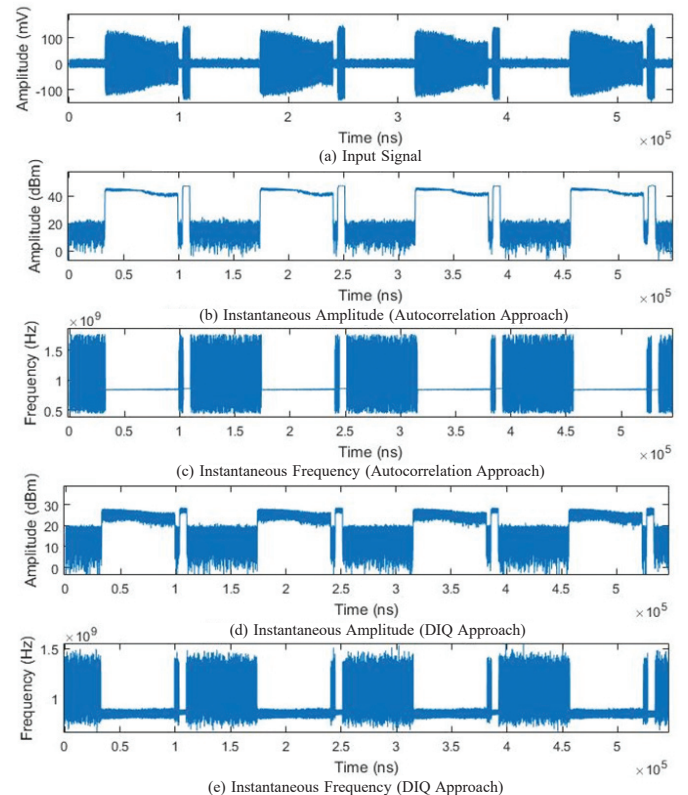 Amplitude (mV)
100
0
-100
0 1 2 3 4 5
Time (ns)
× 10^5
(a) Input Signal
Amplitude (dBm)
40
20
0
0 0.5 1 1.5 2 2.5 3 3.5 4 4.5 5
Time (ns)
× 10^5
(b) Instantaneous Amplitude (Autocorrelation Approach)
× 10^9
Frequency (Hz)
1.5
1
0.5
0 0.5 1 1.5 2 2.5 3 3.5 4 4.5 5
Time (ns)
× 10^5
(c) Instantaneous Frequency (Autocorrelation Approach)
Amplitude (dBm)
30
20
10
0
0 0.5 1 1.5 2 2.5 3 3.5 4 4.5 5
Time (ns)
× 10^5
(d) Instantaneous Amplitude (DIQ Approach)
× 10^9
Frequency (Hz)
1.5
1
0 0.5 1 1.5 2 2.5 3 3.5 4 4.5 5
Time (ns)
× 10^5
(e) Instantaneous Frequency (DIQ Approach)